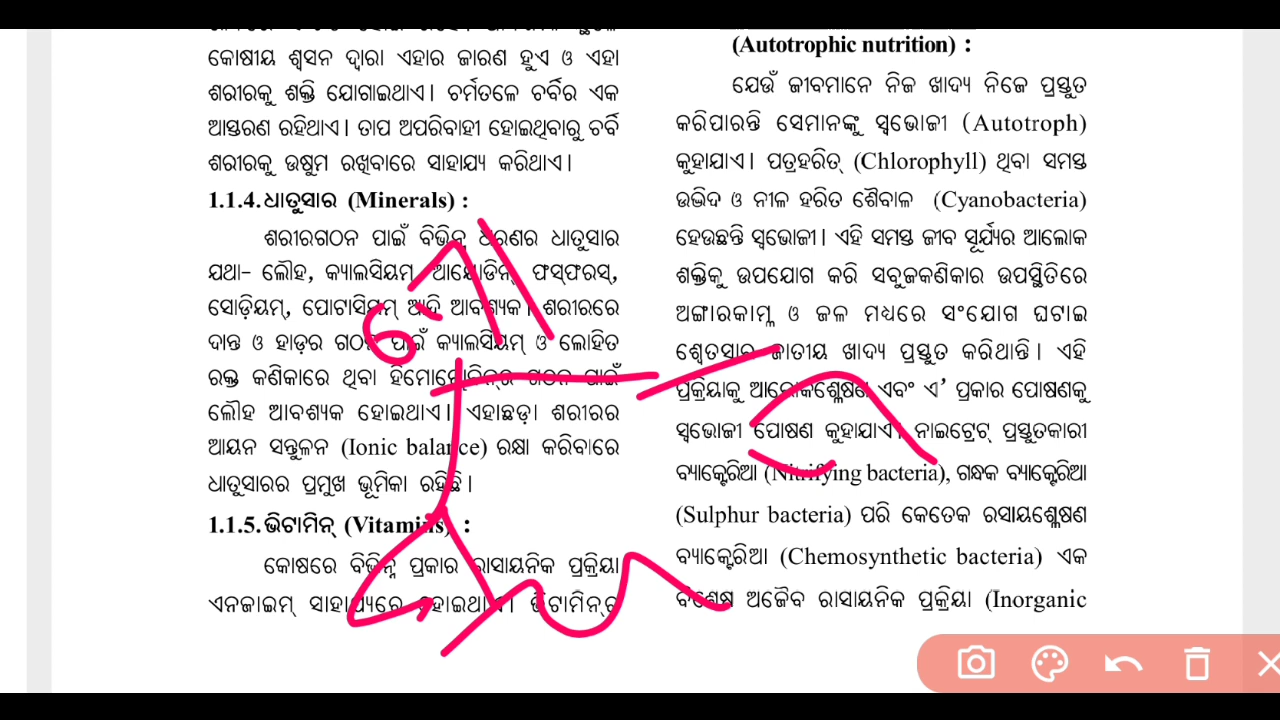 କୋଷୀୟ ଶ୍ୱସନ ଦ୍ୱାରା ଏହାର ଜାରଣ ହୁଏ ଓ ଏହା
ଶରୀରକୁ ଶକ୍ତି ଯୋଗାଇଥାଏ। ଚର୍ମତଳେ ଚର୍ବିର ଏକ
ଆସ୍ତରଣ ରହିଥାଏ। ତାପ ଅପରିବାହୀ ହୋଇଥିବାରୁ ଚର୍ବି
ଶରୀରକୁ ଉଷୁମ ରଖିବାରେ ସାହାଯ୍ୟ କରିଥାଏ।
1.1.4. ଧାତୁସାର (Minerals) :
ଶରୀରଗଠନ ପାଇଁ ବିଭିନ୍ନ ଧରଣର ଧାତୁସାର
ଯଥା- ଲୌହ, କ୍ୟାଲସିୟମ୍, ଆୟୋଡିନ୍, ଫସ୍‌ଫରସ୍,
ସୋଡ଼ିୟମ୍, ପୋଟାସିୟମ୍ ଆଦି ଆବଶ୍ୟକ। ଶରୀରରେ
ଦାନ୍ତ ଓ ହାଡ଼ର ଗଠନ ପାଇଁ କ୍ୟାଲସିୟମ୍ ଓ ଲୋହିତ
ରକ୍ତ କଣିକାରେ ଥିବା ହିମୋଗ୍ଲୋବିନ୍‌ର ଗଠନ ପାଇଁ
ଲୌହ ଆବଶ୍ୟକ ହୋଇଥାଏ। ଏହାଛଡ଼ା ଶରୀରର
ଆୟନ ସନ୍ତୁଳନ (Ionic balance) ରକ୍ଷା କରିବାରେ
ଧାତୁସାରର ପ୍ରମୁଖ ଭୂମିକା ରହିଛି।
1.1.5. ଭିଟାମିନ୍ (Vitamins) :
କୋଷରେ ବିଭିନ୍ନ ପ୍ରକାର ରାସାୟନିକ ପ୍ରକ୍ରିୟା
ଏନଜାଇମ୍ ସାହାଯ୍ୟରେ ହୋଇଥାଏ। ଭିଟାମିନ୍‌ର
(Autotrophic nutrition) :
ଯେଉଁ ଜୀବମାନେ ନିଜ ଖାଦ୍ୟ ନିଜେ ପ୍ରସ୍ତୁତ
କରିପାରନ୍ତି ସେମାନଙ୍କୁ ସ୍ୱଭୋଜୀ (Autotroph)
କୁହାଯାଏ। ପତ୍ରହରିତ୍ (Chlorophyll) ଥିବା ସମସ୍ତ
ଉଦ୍ଭିଦ ଓ ନୀଳ ହରିତ ଶୈବାଳ (Cyanobacteria)
ହେଉଛନ୍ତି ସ୍ୱଭୋଜୀ। ଏହି ସମସ୍ତ ଜୀବ ସୂର୍ଯ୍ୟର ଆଲୋକ
ଶକ୍ତିକୁ ଉପଯୋଗ କରି ସବୁଜକଣିକାର ଉପସ୍ଥିତିରେ
ଅଙ୍ଗାରକାମ୍ଳ ଓ ଜଳ ମଧ୍ୟରେ ସଂଯୋଗ ଘଟାଇ
ଶ୍ୱେତସାର ଜାତୀୟ ଖାଦ୍ୟ ପ୍ରସ୍ତୁତ କରିଥାନ୍ତି। ଏହି
ପ୍ରକ୍ରିୟାକୁ ଆଲୋକଶ୍ଳେଷଣ ଏବଂ ଏ’ ପ୍ରକାର ପୋଷଣକୁ
ସ୍ୱଭୋଜୀ ପୋଷଣ କୁହାଯାଏ। ନାଇଟ୍ରେଟ୍ ପ୍ରସ୍ତୁତକାରୀ
ବ୍ୟାକ୍ଟେରିଆ (Nitrifying bacteria), ଗନ୍ଧକ ବ୍ୟାକ୍ଟେରିଆ
(Sulphur bacteria) ପରି କେତେକ ରସାୟଶ୍ଳେଷଣ
ବ୍ୟାକ୍ଟେରିଆ (Chemosynthetic bacteria) ଏକ
ବିଶେଷ ଅଜୈବ ରାସାୟନିକ ପ୍ରକ୍ରିୟା (Inorganic